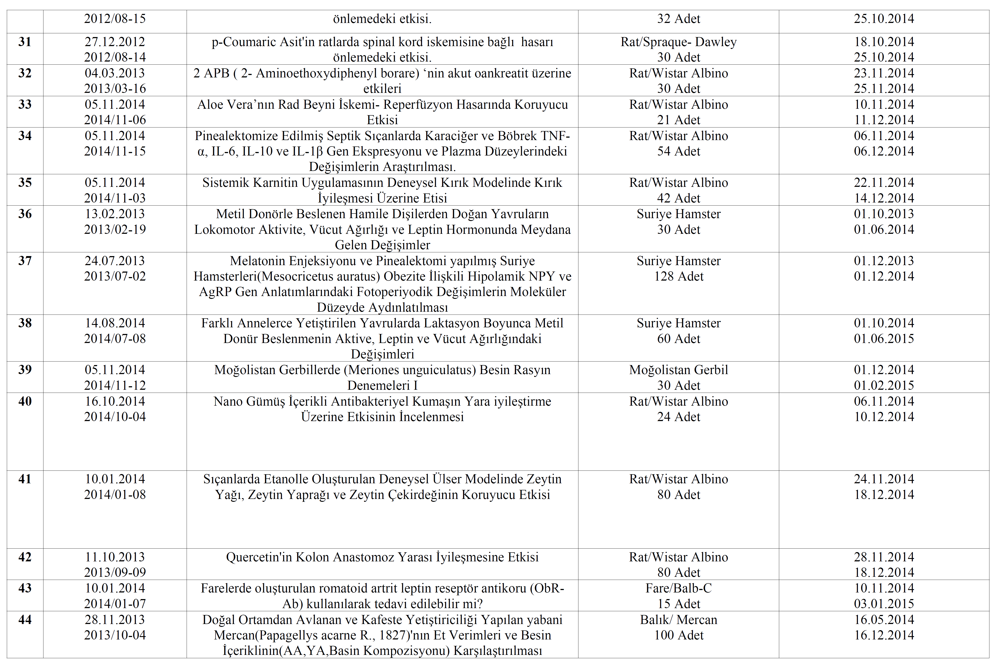 2012/08-15 önlemedeki etkisi. 32 Adet 25.10.2014
31 27.12.2012 p-Coumaric Asit'in ratlarda spinal kord iskemisine bağlı  hasarı Rat/Spraque- Dawley 18.10.2014
2012/08-14 önlemedeki etkisi. 30 Adet 25.10.2014
32 04.03.2013 2 APB ( 2- Aminoethoxydiphenyl borare) ‘nin akut oankreatit üzerine Rat/Wistar Albino 23.11.2014
2013/03-16 etkileri 30 Adet 25.11.2014
33 05.11.2014 Aloe Vera’nın Rad Beyni İskemi- Reperfüzyon Hasarında Koruyucu Rat/Wistar Albino 10.11.2014
2014/11-06 Etkisi 21 Adet 11.12.2014
34 05.11.2014 Pinealektomize Edilmiş Septik Sıçanlarda Karaciğer ve Böbrek TNF- Rat/Wistar Albino 06.11.2014
2014/11-15 α, IL-6, IL-10 ve IL-1β Gen Ekspresyonu ve Plazma Düzeylerindeki 54 Adet 06.12.2014
Değişimlerin Araştırılması.
35 05.11.2014 Sistemik Karnitin Uygulamasının Deneysel Kırık Modelinde Kırık Rat/Wistar Albino 22.11.2014
2014/11-03 İyileşmesi Üzerine Etisi 42 Adet 14.12.2014
36 13.02.2013 Metil Donörle Beslenen Hamile Dişilerden Doğan Yavruların Suriye Hamster 01.10.2013
2013/02-19 Lokomotor Aktivite, Vücut Ağırlığı ve Leptin Hormonunda Meydana 30 Adet 01.06.2014
Gelen Değişimler
37 24.07.2013 Melatonin Enjeksiyonu ve Pinealektomi yapılmış Suriye Suriye Hamster 01.12.2013
2013/07-02 Hamsterleri(Mesocricetus auratus) Obezite İlişkili Hipolamik NPY ve 128 Adet 01.12.2014
AgRP Gen Anlatımlarındaki Fotoperiyodik Değişimlerin Moleküler
Düzeyde Aydınlatılması
38 14.08.2014 Farklı Annelerce Yetiştirilen Yavrularda Laktasyon Boyunca Metil Suriye Hamster 01.10.2014
2014/07-08 Donür Beslenmenin Aktive, Leptin ve Vücut Ağırlığındaki 60 Adet 01.06.2015
Değişimleri
39 05.11.2014 Moğolistan Gerbillerde (Meriones unguiculatus) Besin Rasyın Moğolistan Gerbil 01.12.2014
2014/11-12 Denemeleri I 30 Adet 01.02.2015
40 16.10.2014 Nano Gümüş İçerikli Antibakteriyel Kumaşın Yara iyileştirme Rat/Wistar Albino 06.11.2014
2014/10-04 Üzerine Etkisinin İncelenmesi 24 Adet 10.12.2014
41 10.01.2014 Sıçanlarda Etanolle Oluşturulan Deneysel Ülser Modelinde Zeytin Rat/Wistar Albino 24.11.2014
2014/01-08 Yağı, Zeytin Yaprağı ve Zeytin Çekirdeğinin Koruyucu Etkisi 80 Adet 18.12.2014
42 11.10.2013 Quercetin'in Kolon Anastomoz Yarası İyileşmesine Etkisi Rat/Wistar Albino 28.11.2014
2013/09-09 80 Adet 18.12.2014
43 10.01.2014 Farelerde oluşturulan romatoid artrit leptin reseptör antikoru (ObR- Fare/Balb-C 10.11.2014
2014/01-07 Ab) kullanılarak tedavi edilebilir mi? 15 Adet 03.01.2015
44 28.11.2013 Doğal Ortamdan Avlanan ve Kafeste Yetiştiriciliği Yapılan yabani Balık/ Mercan 16.05.2014
2013/10-04 Mercan(Papagellys acarne R., 1827)'nın Et Verimleri ve Besin 100 Adet 16.12.2014
İçeriklinin(AA,YA,Basin Kompozisyonu) Karşılaştırılması